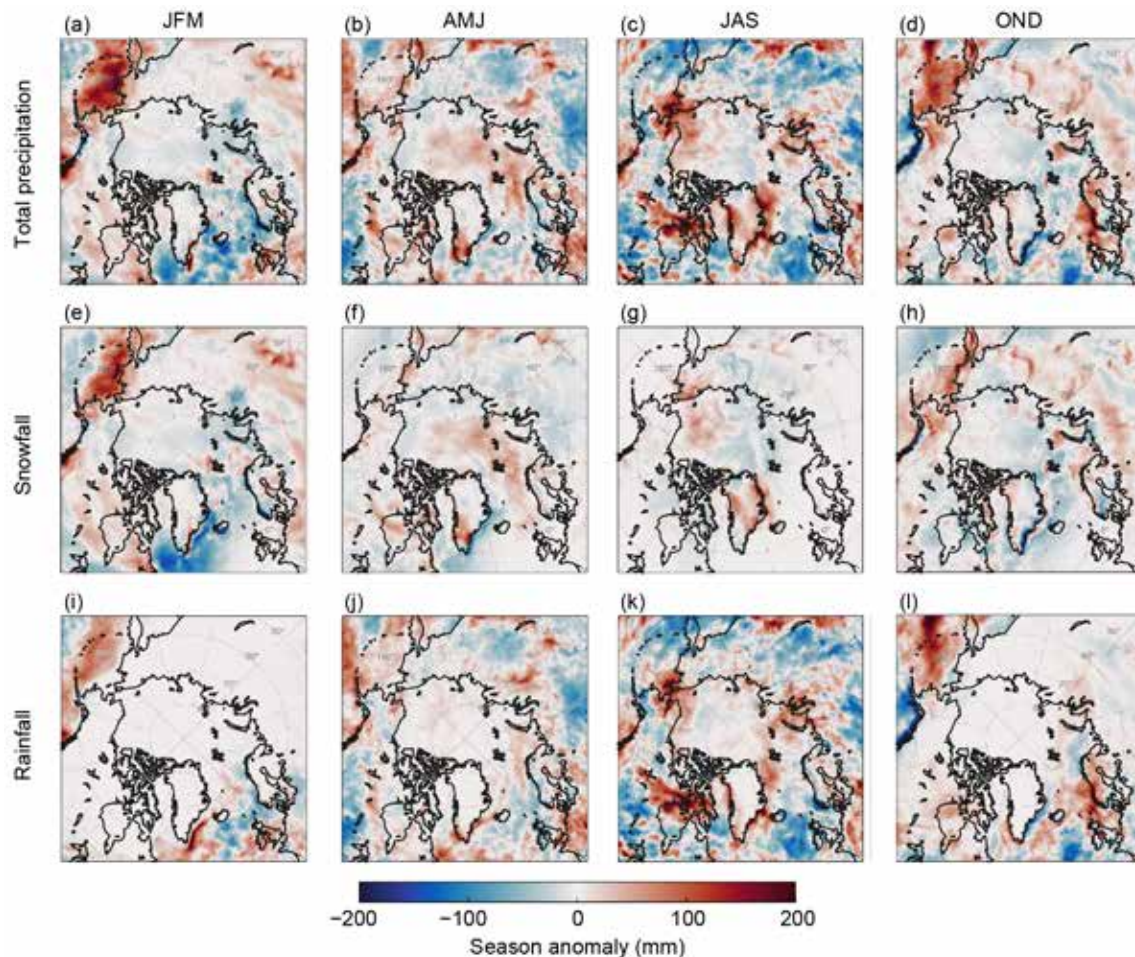 JFM AMJ JAS OND
(a) (b) (c) (d)
Total precipitation
(e) (f) (g) (h)
Snowfall
(i) (j) (k) (l)
Rainfall
−200 −100 0 100 200
Season anomaly (mm)